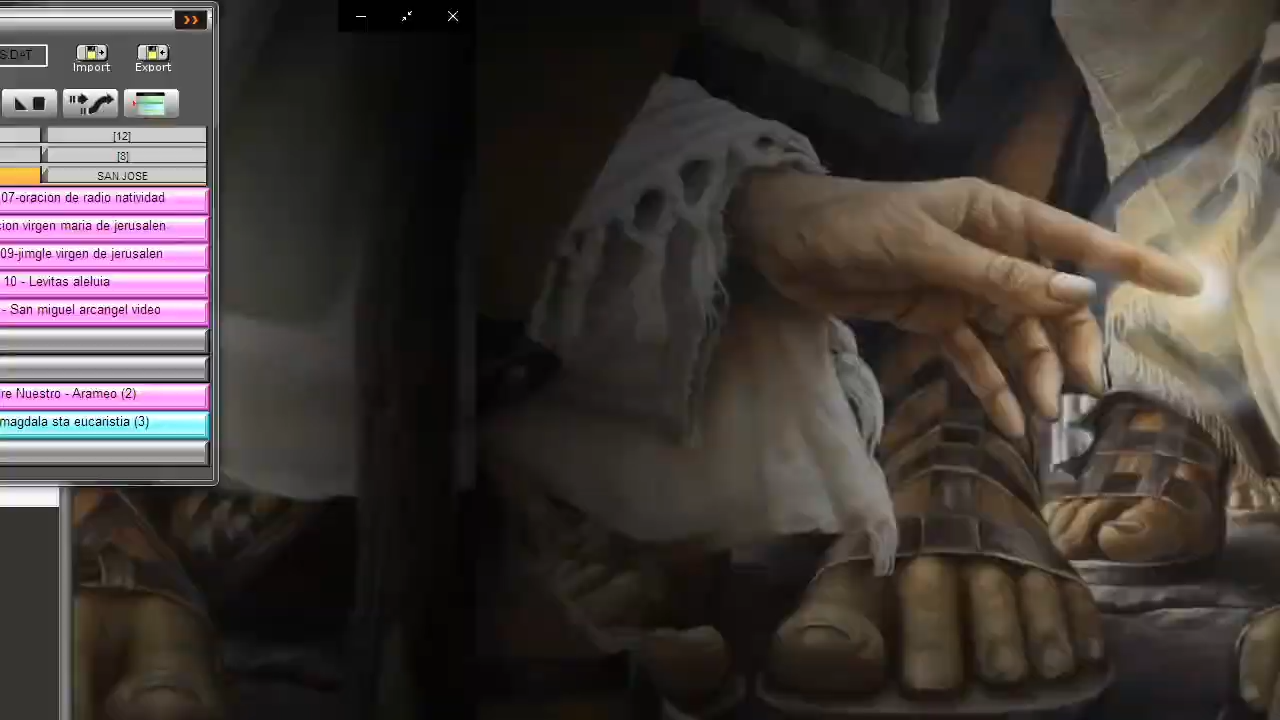 S.DAT
Import
Export
[12]
[8]
SAN JOSE
07-oracion de radio natividad
cion virgen maria de jerusalen
09-jimgle virgen de jerusalen
10 - Levitas aleluia
- San miguel arcangel video
re Nuestro - Arameo (2)
magdala sta eucaristia (3)